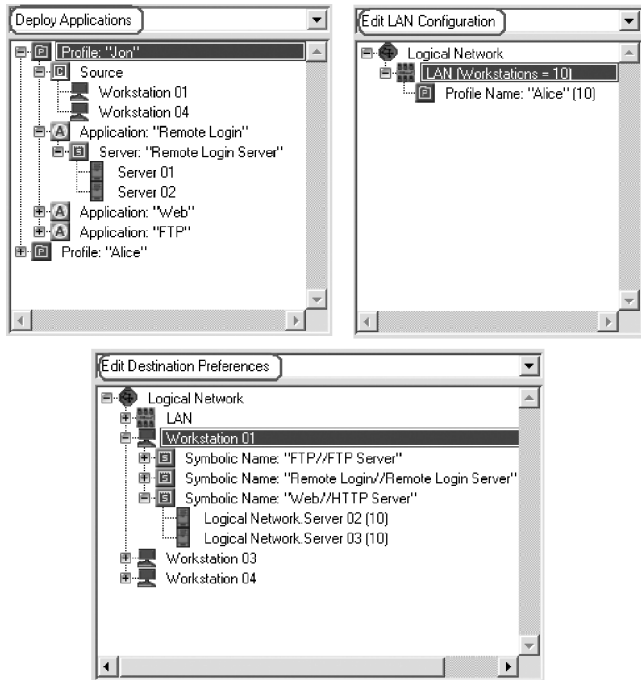 Deploy Applications
Profile: "Jon"
Source
Workstation 01
Workstation 04
Application: "Remote Login"
Server: "Remote Login Server"
Server 01
Server 02
Application: "Web"
Application: "FTP"
Profile: "Alice"
Edit LAN Configuration
Logical Network
LAN (Workstations = 10)
Profile Name: "Alice" (10)
Edit Destination Preferences
Logical Network
LAN
Workstation 01
Symbolic Name: "FTP//FTP Server"
Symbolic Name: "Remote Login//Remote Login Server"
Symbolic Name: "Web//HTTP Server"
Logical Network.Server 02 (10)
Logical Network.Server 03 (10)
Workstation 03
Workstation 04